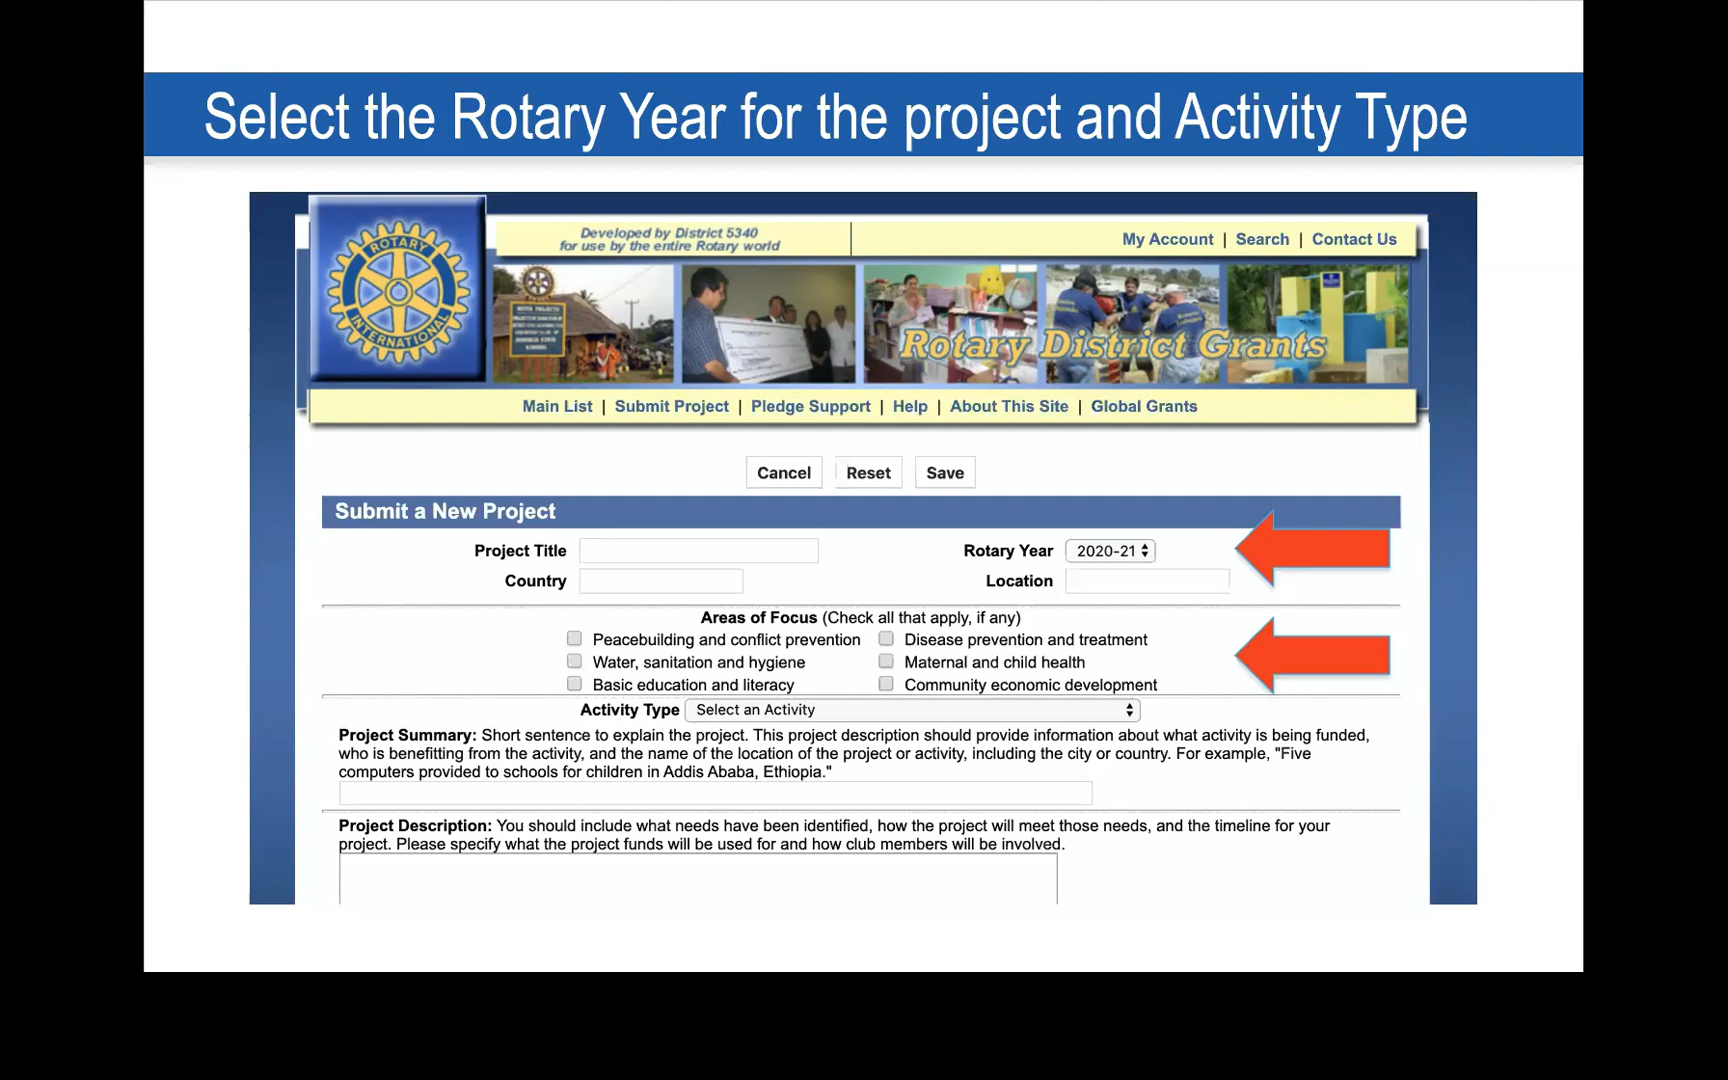 Select the Rotary Year for the project and Activity Type
ROTARY
INTERNATIONAL
Developed by District 5340
for use by the entire Rotary world
My Account | Search | Contact Us
Rotary District Grants
Main List | Submit Project | Pledge Support | Help | About This Site | Global Grants
Cancel Reset Save
Submit a New Project
Project Title Rotary Year 2020-21
Country Location
Areas of Focus (Check all that apply, if any)
Peacebuilding and conflict prevention Disease prevention and treatment
Water, sanitation and hygiene Maternal and child health
Basic education and literacy Community economic development
Activity Type Select an Activity
Project Summary: Short sentence to explain the project. This project description should provide information about what activity is being funded,
who is benefitting from the activity, and the name of the location of the project or activity, including the city or country. For example, "Five
computers provided to schools for children in Addis Ababa, Ethiopia."
Project Description: You should include what needs have been identified, how the project will meet those needs, and the timeline for your
project. Please specify what the project funds will be used for and how club members will be involved.